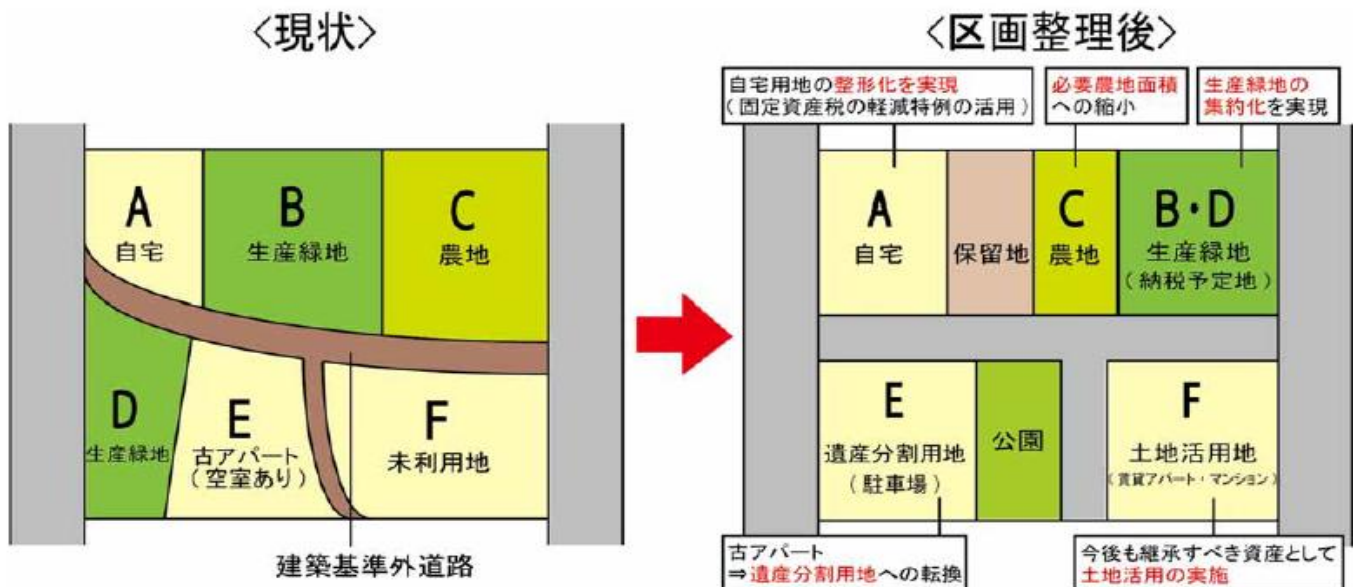 〈現状〉
A
自宅
B
生産緑地
C
農地
D
生産緑地
E
古アパート
(空室あり)
F
未利用地
建築基準外道路
〈区画整理後〉
自宅用地の整形化を実現
(固定資産税の軽減特例の活用)
必要農地面積
への縮小
生産緑地の
集約化を実現
A
自宅
保留地
C
農地
B・D
生産緑地
(納税予定地)
E
遺産分割用地
(駐車場)
公園
F
土地活用地
(賃貸アパート・マンション)
古アパート
⇒遺産分割用地への転換
今後も継承すべき資産として
土地活用の実施